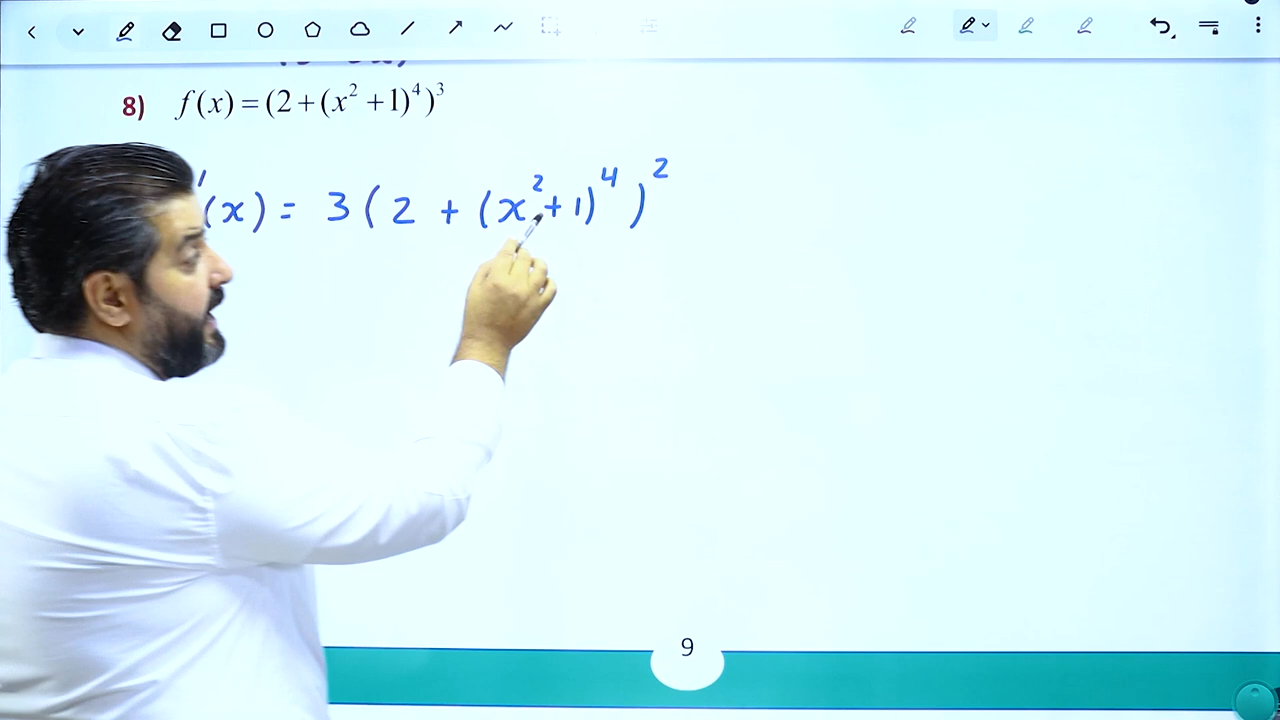 8) f(x) = (2 + (x² + 1)⁴)³
'(x) = 3(2 + (x² + 1)⁴)²
9